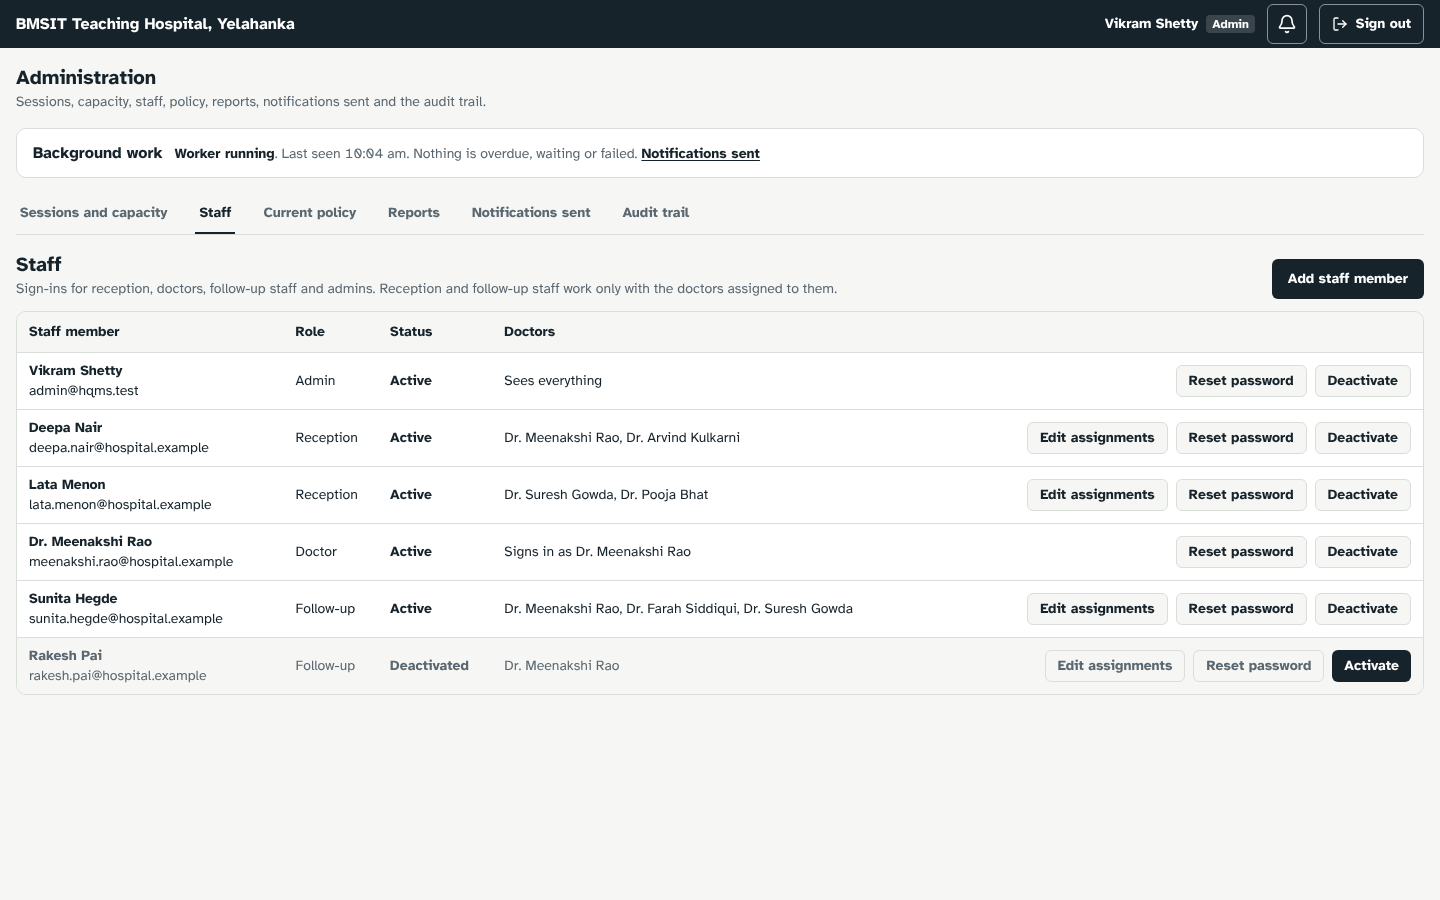 BMSIT Teaching Hospital, Yelahanka
Vikram Shetty Admin Sign out
Administration
Sessions, capacity, staff, policy, reports, notifications sent and the audit trail.
Background work Worker running. Last seen 10:04 am. Nothing is overdue, waiting or failed. Notifications sent
Sessions and capacity Staff Current policy Reports Notifications sent Audit trail
Staff
Sign-ins for reception, doctors, follow-up staff and admins. Reception and follow-up staff work only with the doctors assigned to them.
Add staff member
Staff member Role Status Doctors
Vikram Shetty
admin@hqms.test
Admin Active Sees everything Reset password Deactivate
Deepa Nair
deepa.nair@hospital.example
Reception Active Dr. Meenakshi Rao, Dr. Arvind Kulkarni Edit assignments Reset password Deactivate
Lata Menon
lata.menon@hospital.example
Reception Active Dr. Suresh Gowda, Dr. Pooja Bhat Edit assignments Reset password Deactivate
Dr. Meenakshi Rao
meenakshi.rao@hospital.example
Doctor Active Signs in as Dr. Meenakshi Rao Reset password Deactivate
Sunita Hegde
sunita.hegde@hospital.example
Follow-up Active Dr. Meenakshi Rao, Dr. Farah Siddiqui, Dr. Suresh Gowda Edit assignments Reset password Deactivate
Rakesh Pai
rakesh.pai@hospital.example
Follow-up Deactivated Dr. Meenakshi Rao Edit assignments Reset password Activate